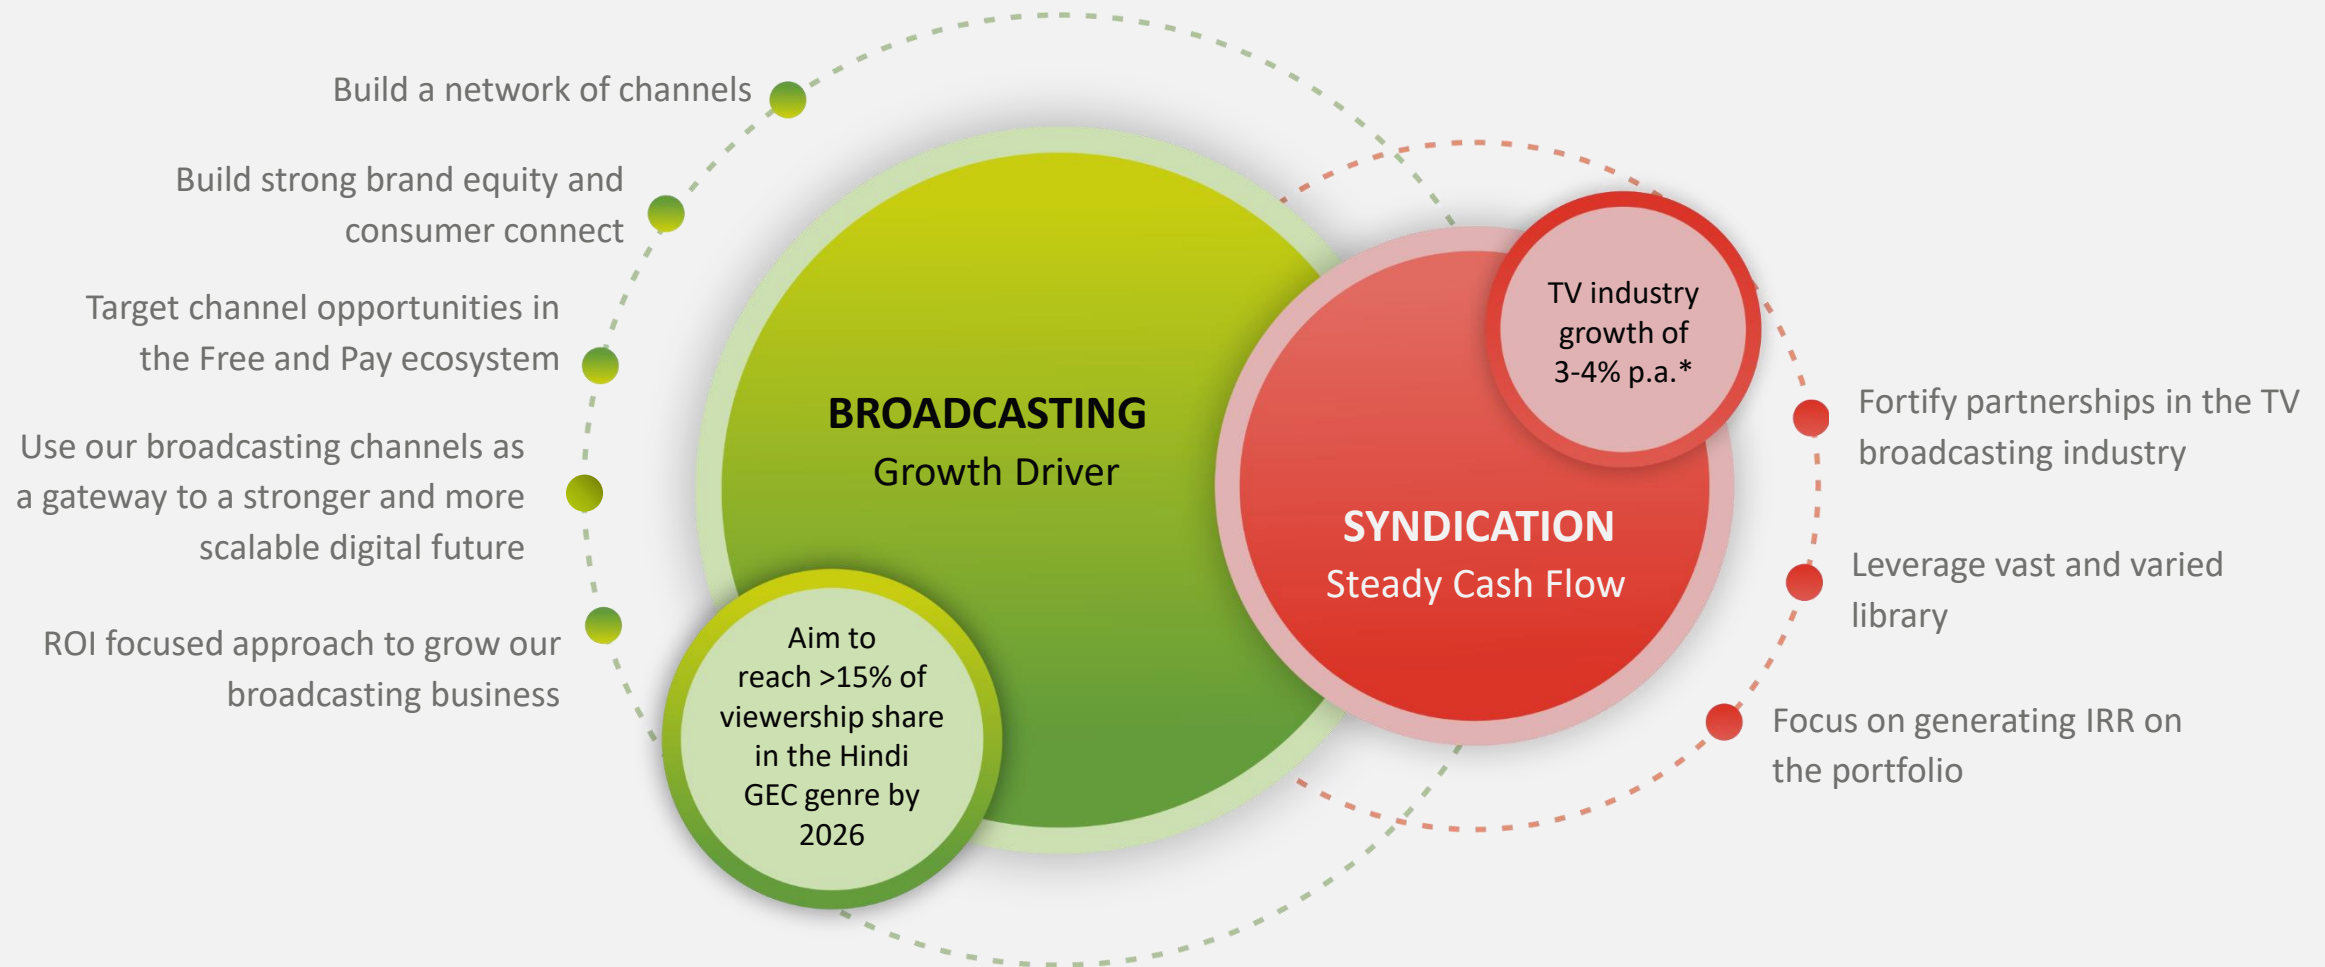 Build a network of channels
Build strong brand equity and
consumer connect
Target channel opportunities in
the Free and Pay ecosystem
Use our broadcasting channels as
a gateway to a stronger and more
scalable digital future
ROI focused approach to grow our
broadcasting business
BROADCASTING
Growth Driver
Aim to
reach >15% of
viewership share
in the Hindi
GEC genre by
2026
SYNDICATION
Steady Cash Flow
TV industry
growth of
3-4% p.a.*
Fortify partnerships in the TV
broadcasting industry
Leverage vast and varied
library
Focus on generating IRR on
the portfolio